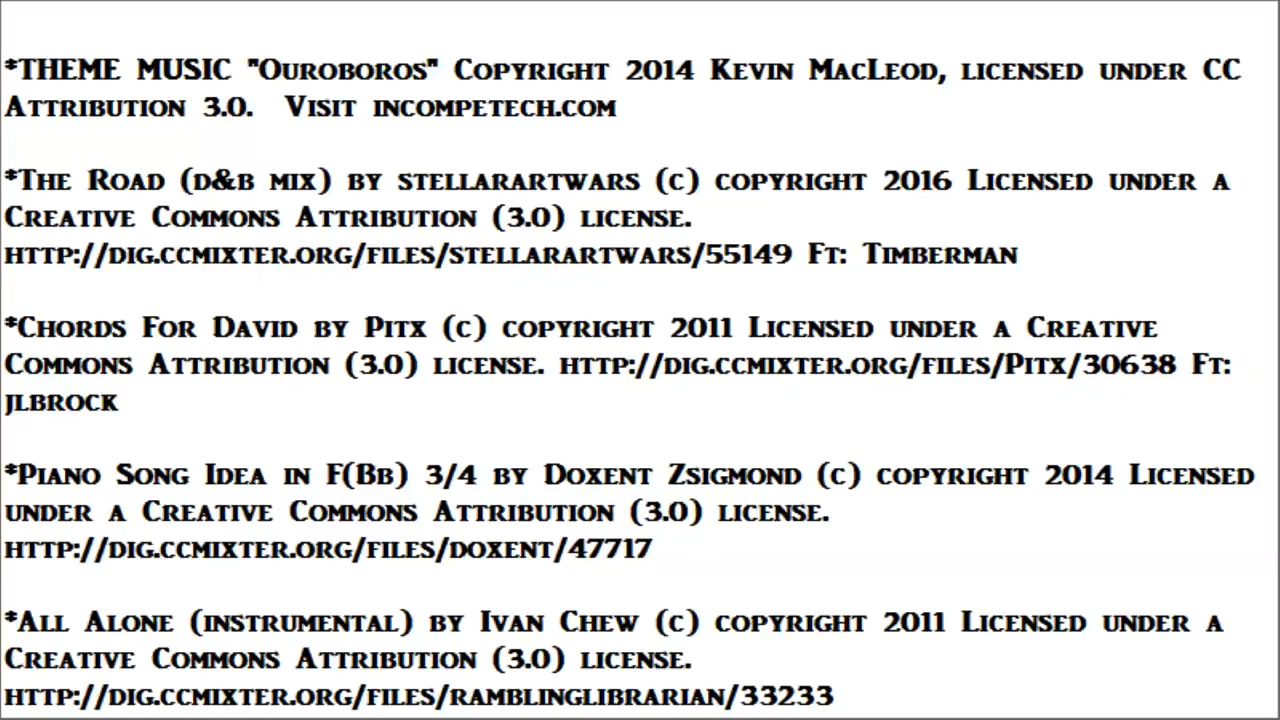 *THEME MUSIC "Ouroboros" Copyright 2014 Kevin MacLeod, licensed under CC
Attribution 3.0. Visit incompetech.com
*The Road (d&b mix) by stellarartwars (c) copyright 2016 Licensed under a
Creative Commons Attribution (3.0) license.
http://dig.ccmixter.org/files/stellarartwars/55149 Ft: Timberman
*Chords For David by Pitx (c) copyright 2011 Licensed under a Creative
Commons Attribution (3.0) license. http://dig.ccmixter.org/files/Pitx/30638 Ft:
jlbrock
*Piano Song Idea in F(Bb) 3/4 by Doxent Zsigmond (c) copyright 2014 Licensed
under a Creative Commons Attribution (3.0) license.
http://dig.ccmixter.org/files/doxent/47717
*All Alone (instrumental) by Ivan Chew (c) copyright 2011 Licensed under a
Creative Commons Attribution (3.0) license.
http://dig.ccmixter.org/files/ramblinglibrarian/33233